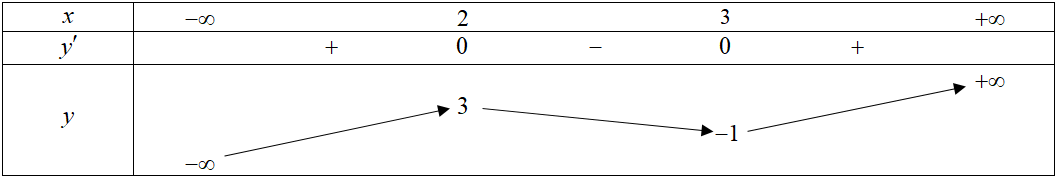 x −∞ 2 3 +∞
y′ + 0 − 0 +
+∞
3
y
−1
−∞